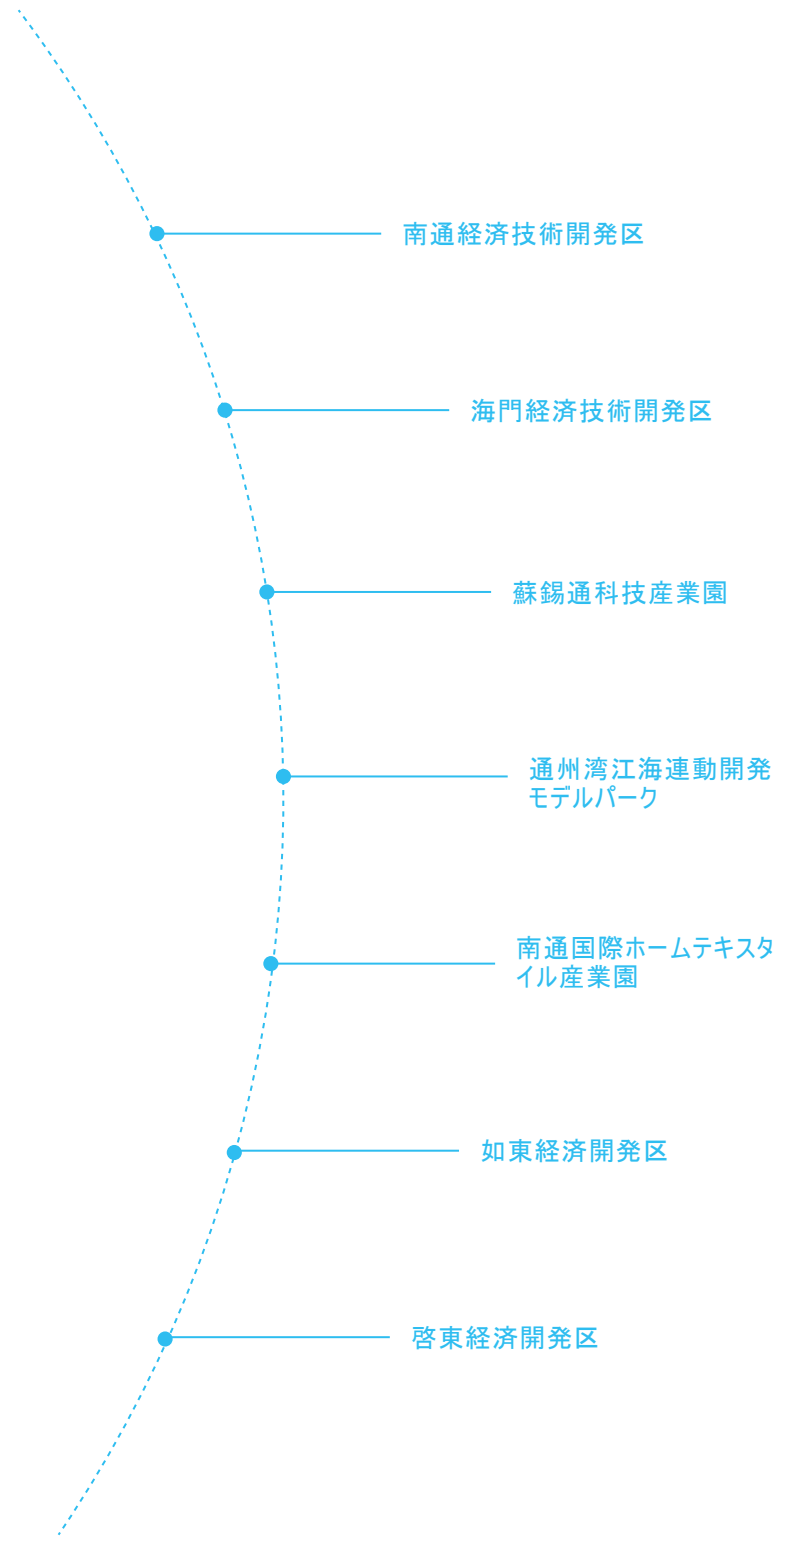 南通経済技術開発区
海門経済技術開発区
蘇錫通科技産業園
通州湾江海連動開発
モデルパーク
南通国際ホームテキスタ
イル産業園
如東経済開発区
啓東経済開発区